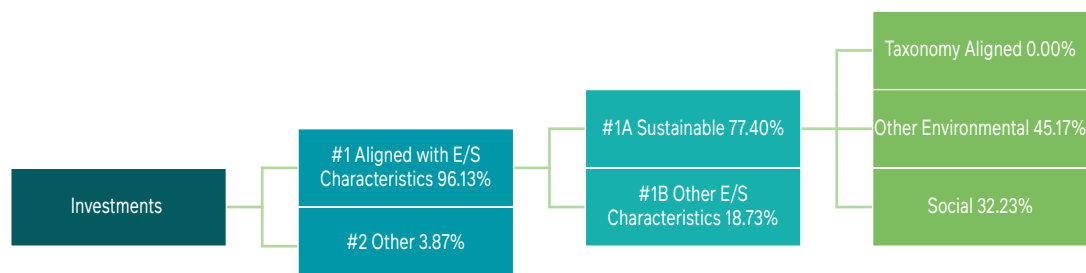 Investments
#1 Aligned with E/S
Characteristics 96.13%
#2 Other 3.87%
#1A Sustainable 77.40%
#1B Other E/S
Characteristics 18.73%
Taxonomy Aligned 0.00%
Other Environmental 45.17%
Social 32.23%